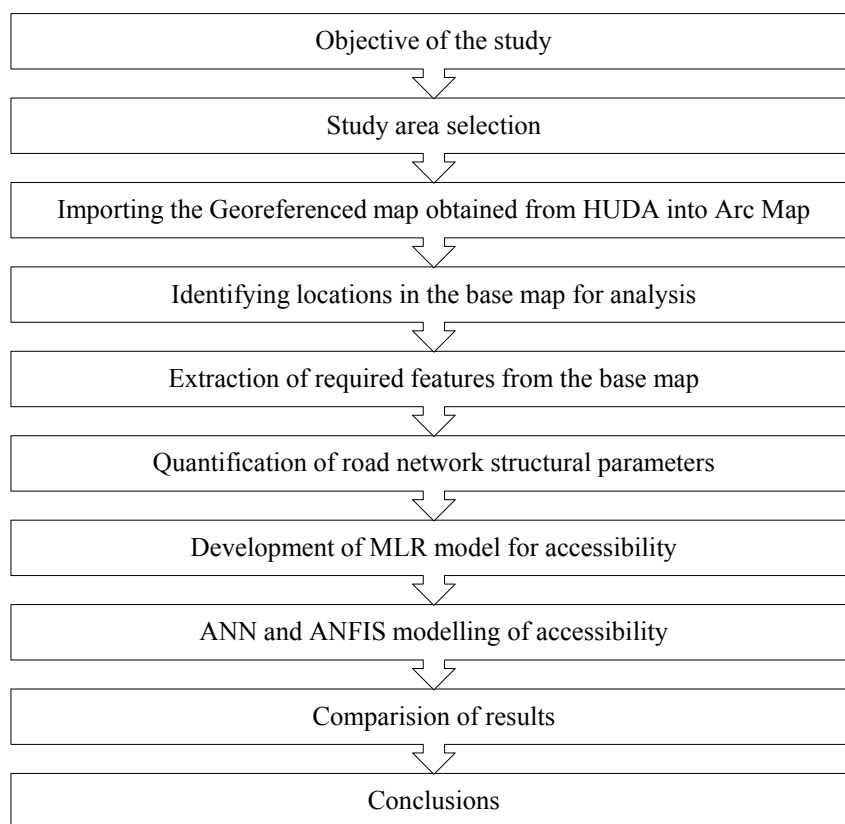 Objective of the study
Study area selection
Importing the Georeferenced map obtained from HUDA into Arc Map
Identifying locations in the base map for analysis
Extraction of required features from the base map
Quantification of road network structural parameters
Development of MLR model for accessibility
ANN and ANFIS modelling of accessibility
Comparision of results
Conclusions